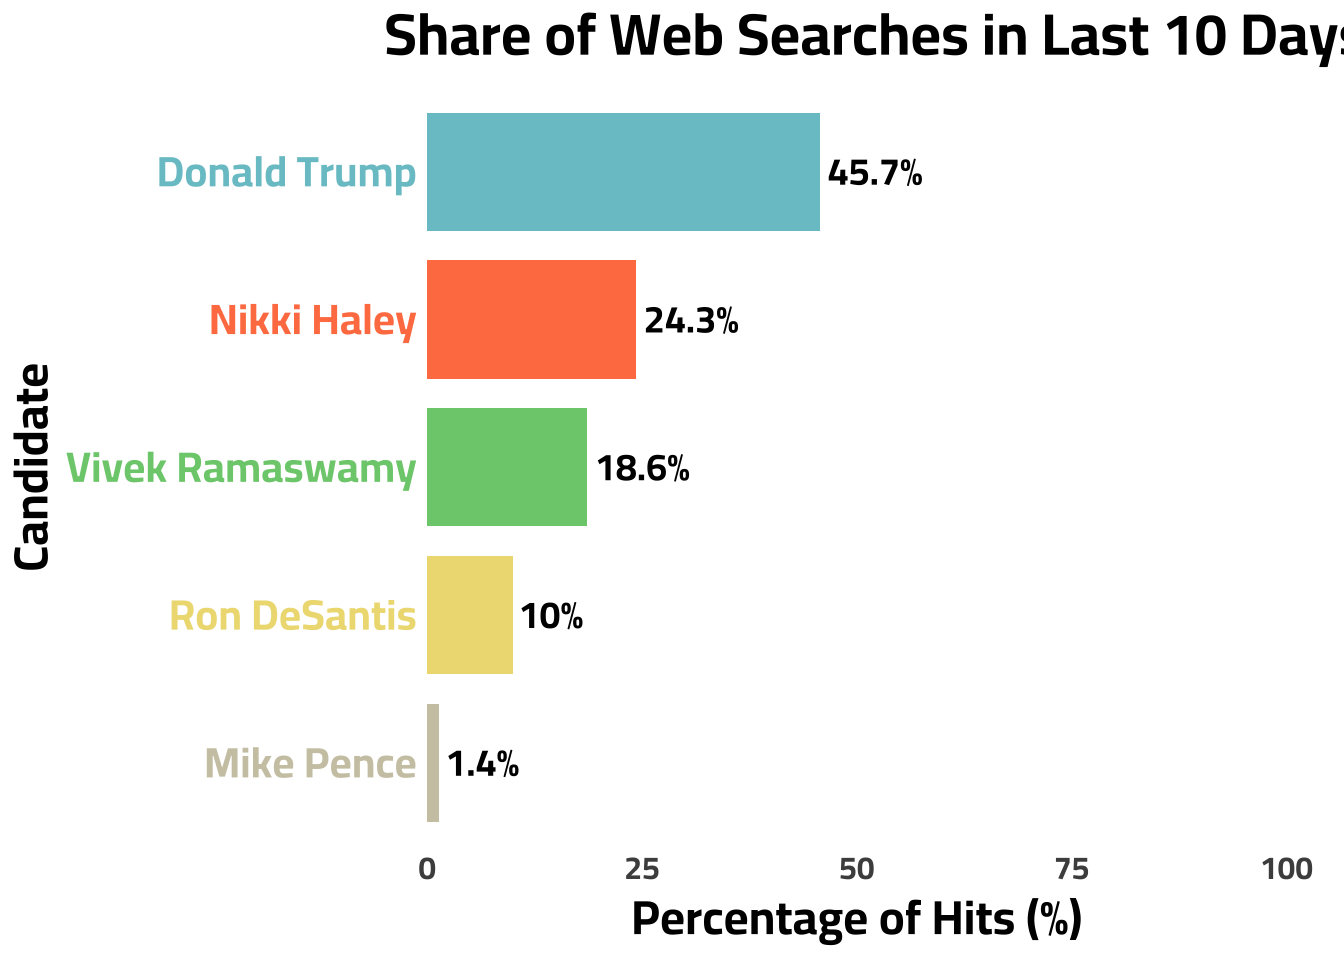 Share of Web Searches in Last 10 Days
Donald Trump
45.7%
Nikki Haley
24.3%
Vivek Ramaswamy
18.6%
Ron DeSantis
10%
Mike Pence
1.4%
Candidate
0 25 50 75 100
Percentage of Hits (%)